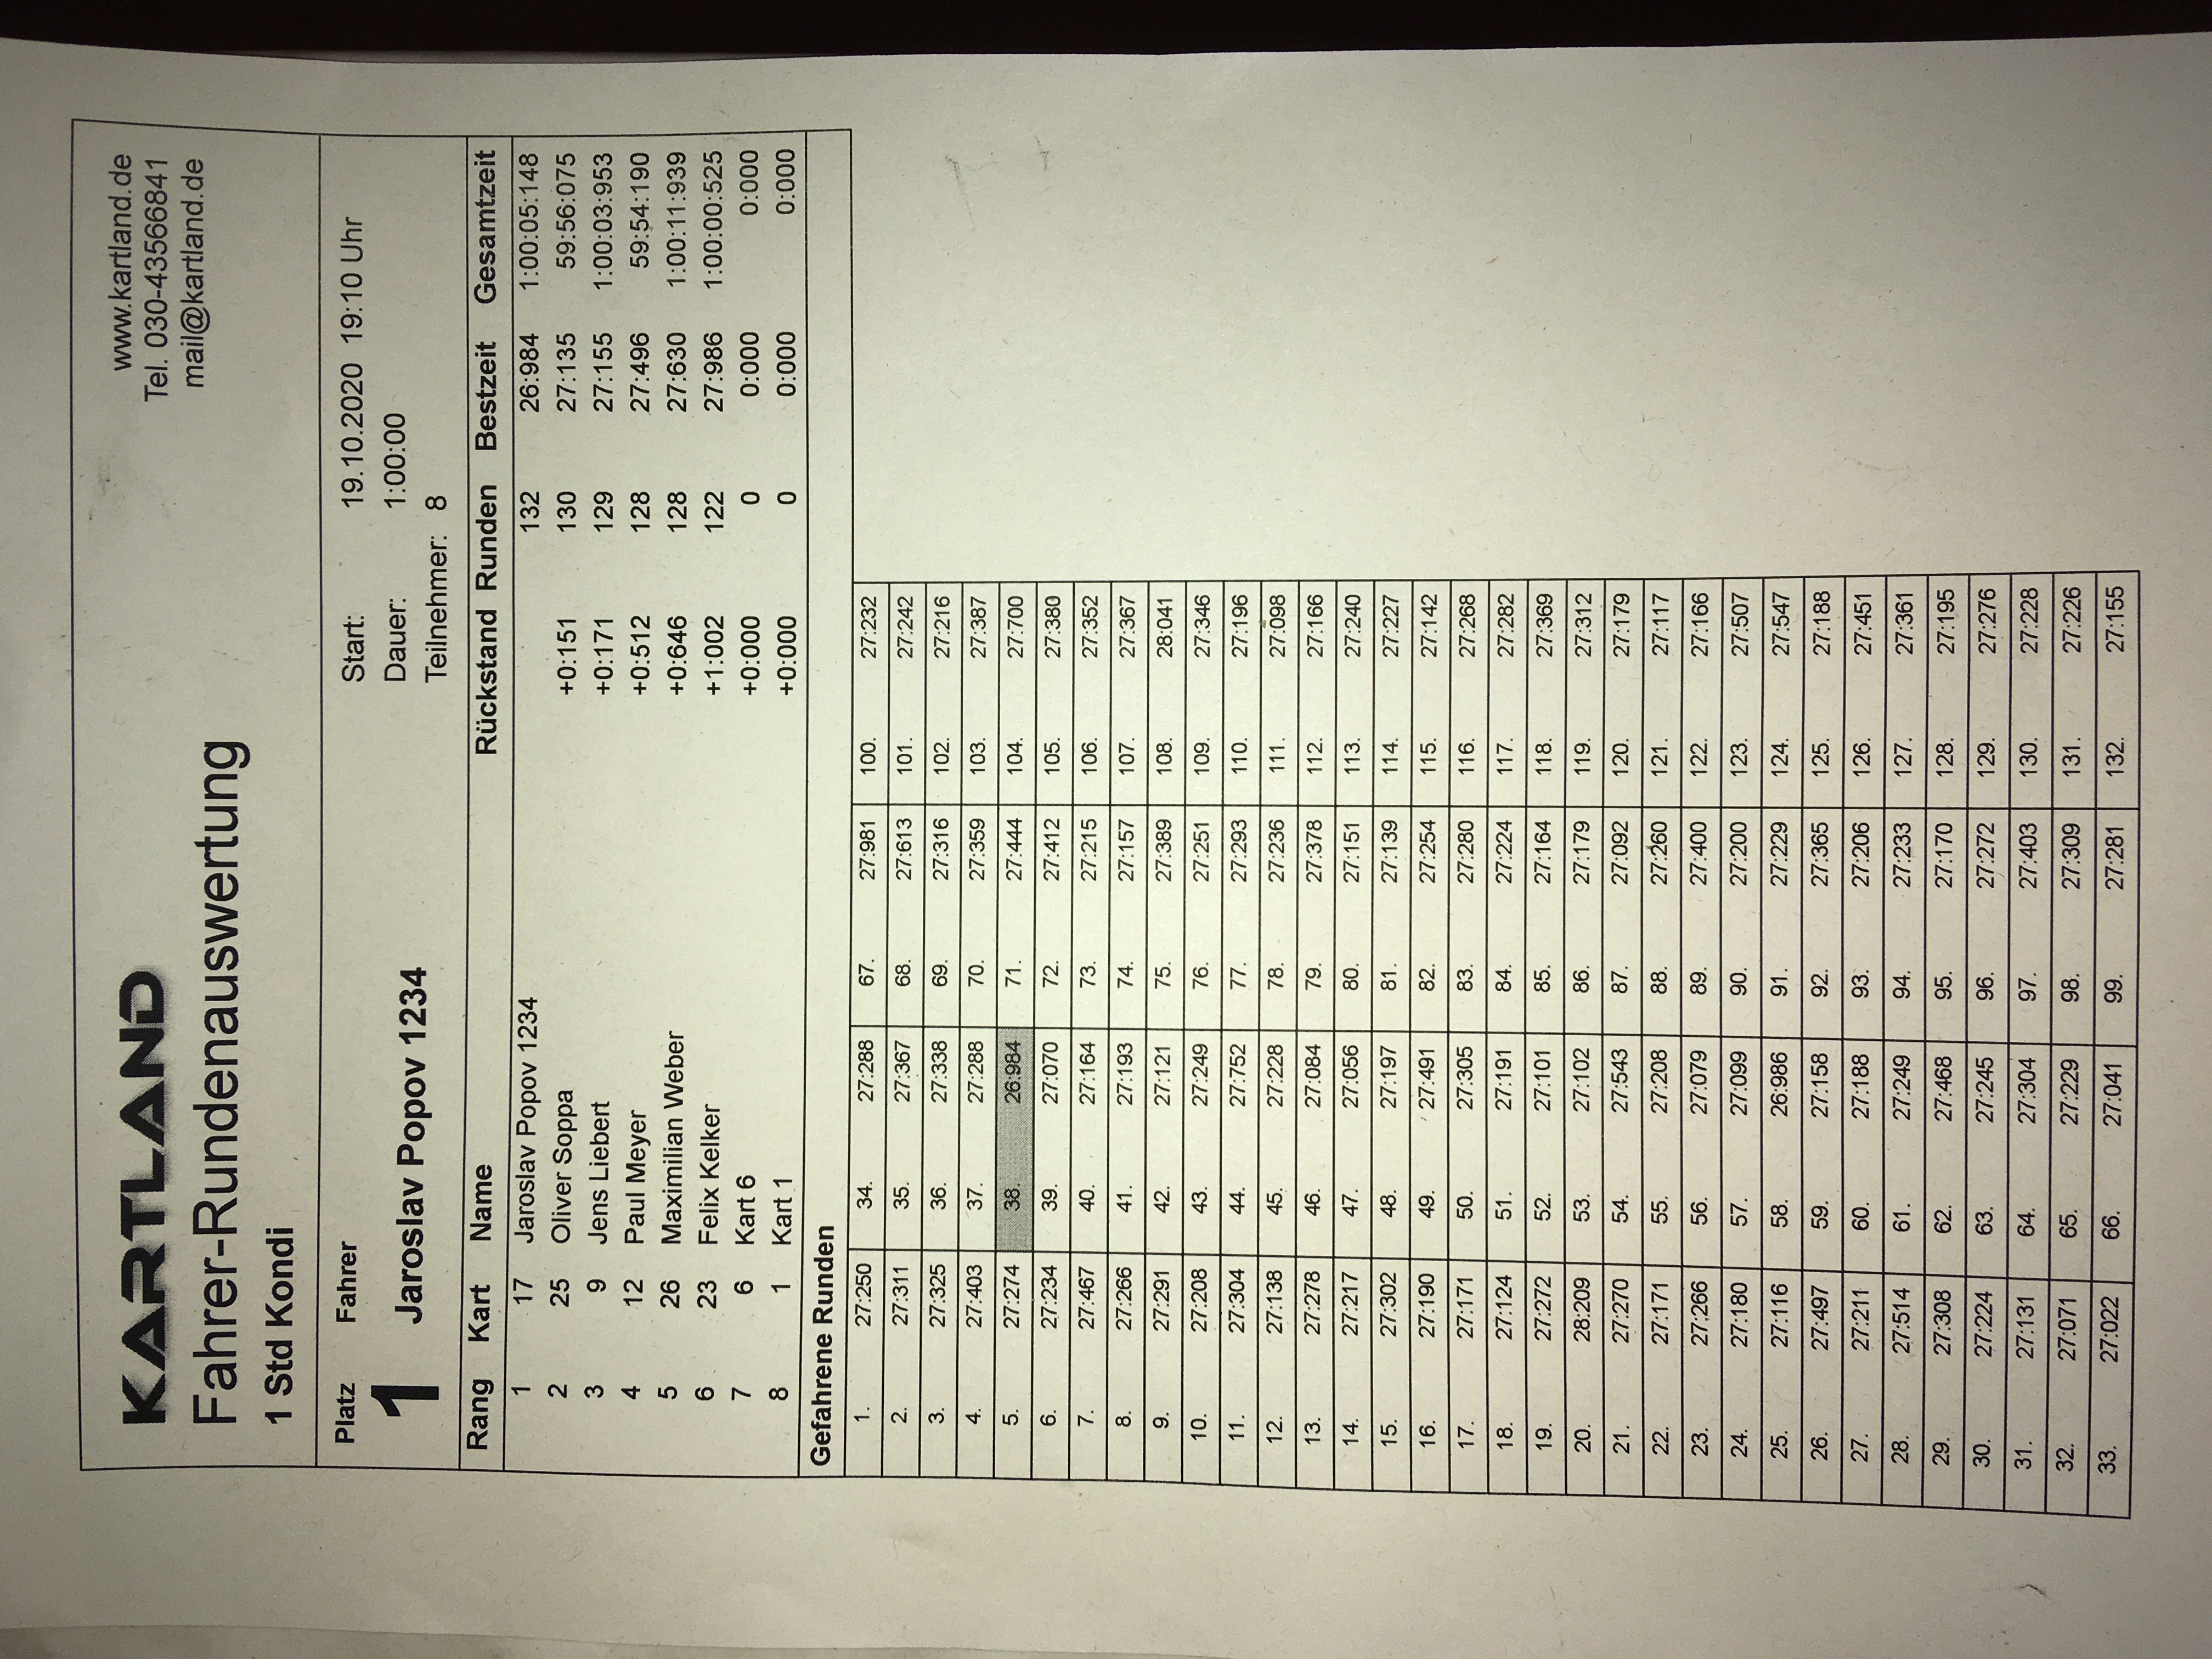 KARTLAND
www.kartland.de
Tel. 030-43566841
mail@kartland.de
Fahrer-Rundenauswertung
1 Std Kondi
Platz Fahrer
1 Jaroslav Popov 1234
Start: 19.10.2020 19:10 Uhr
Dauer: 1:00:00
Teilnehmer: 8
Rang Kart Name Rückstand Runden Bestzeit Gesamtzeit
1 17 Jaroslav Popov 1234 132 26:984 1:00:05:148
2 25 Oliver Soppa +0:151 130 27:135 59:56:075
3 9 Jens Liebert +0:171 129 27:155 1:00:03:953
4 12 Paul Meyer +0:512 128 27:496 59:54:190
5 26 Maximilian Weber +0:646 128 27:630 1:00:11:939
6 23 Felix Kelker +1:002 122 27:986 1:00:00:525
7 6 Kart 6 +0:000 0 0:000 0:000
8 1 Kart 1 +0:000 0 0:000 0:000
Gefahrene Runden
1. 27:250 34. 27:288 67. 27:981 100. 27:232
2. 27:311 35. 27:367 68. 27:613 101. 27:242
3. 27:325 36. 27:338 69. 27:316 102. 27:216
4. 27:403 37. 27:288 70. 27:359 103. 27:387
5. 27:274 38. 26:984 71. 27:444 104. 27:700
6. 27:234 39. 27:070 72. 27:412 105. 27:380
7. 27:467 40. 27:164 73. 27:215 106. 27:352
8. 27:266 41. 27:193 74. 27:157 107. 27:367
9. 27:291 42. 27:121 75. 27:389 108. 28:041
10. 27:208 43. 27:249 76. 27:251 109. 27:346
11. 27:304 44. 27:752 77. 27:293 110. 27:196
12. 27:138 45. 27:228 78. 27:236 111. 27:098
13. 27:278 46. 27:084 79. 27:378 112. 27:166
14. 27:217 47. 27:056 80. 27:151 113. 27:240
15. 27:302 48. 27:197 81. 27:139 114. 27:227
16. 27:190 49. 27:491 82. 27:254 115. 27:142
17. 27:171 50. 27:305 83. 27:280 116. 27:268
18. 27:124 51. 27:191 84. 27:224 117. 27:282
19. 27:272 52. 27:101 85. 27:164 118. 27:369
20. 28:209 53. 27:102 86. 27:179 119. 27:312
21. 27:270 54. 27:543 87. 27:092 120. 27:179
22. 27:171 55. 27:208 88. 27:260 121. 27:117
23. 27:266 56. 27:079 89. 27:400 122. 27:166
24. 27:180 57. 27:099 90. 27:200 123. 27:507
25. 27:116 58. 26:986 91. 27:229 124. 27:547
26. 27:497 59. 27:158 92. 27:365 125. 27:188
27. 27:211 60. 27:188 93. 27:206 126. 27:451
28. 27:514 61. 27:249 94. 27:233 127. 27:361
29. 27:308 62. 27:468 95. 27:170 128. 27:195
30. 27:224 63. 27:245 96. 27:272 129. 27:276
31. 27:131 64. 27:304 97. 27:403 130. 27:228
32. 27:071 65. 27:229 98. 27:309 131. 27:226
33. 27:022 66. 27:041 99. 27:281 132. 27:155